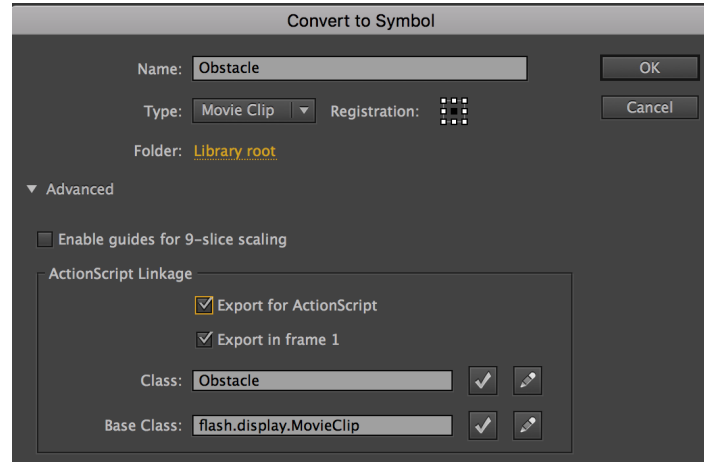 Convert to Symbol
Name: Obstacle OK
Type: Movie Clip Registration: Cancel
Folder: Library root
Advanced
Enable guides for 9-slice scaling
ActionScript Linkage
Export for ActionScript
Export in frame 1
Class: Obstacle
Base Class: flash.display.MovieClip